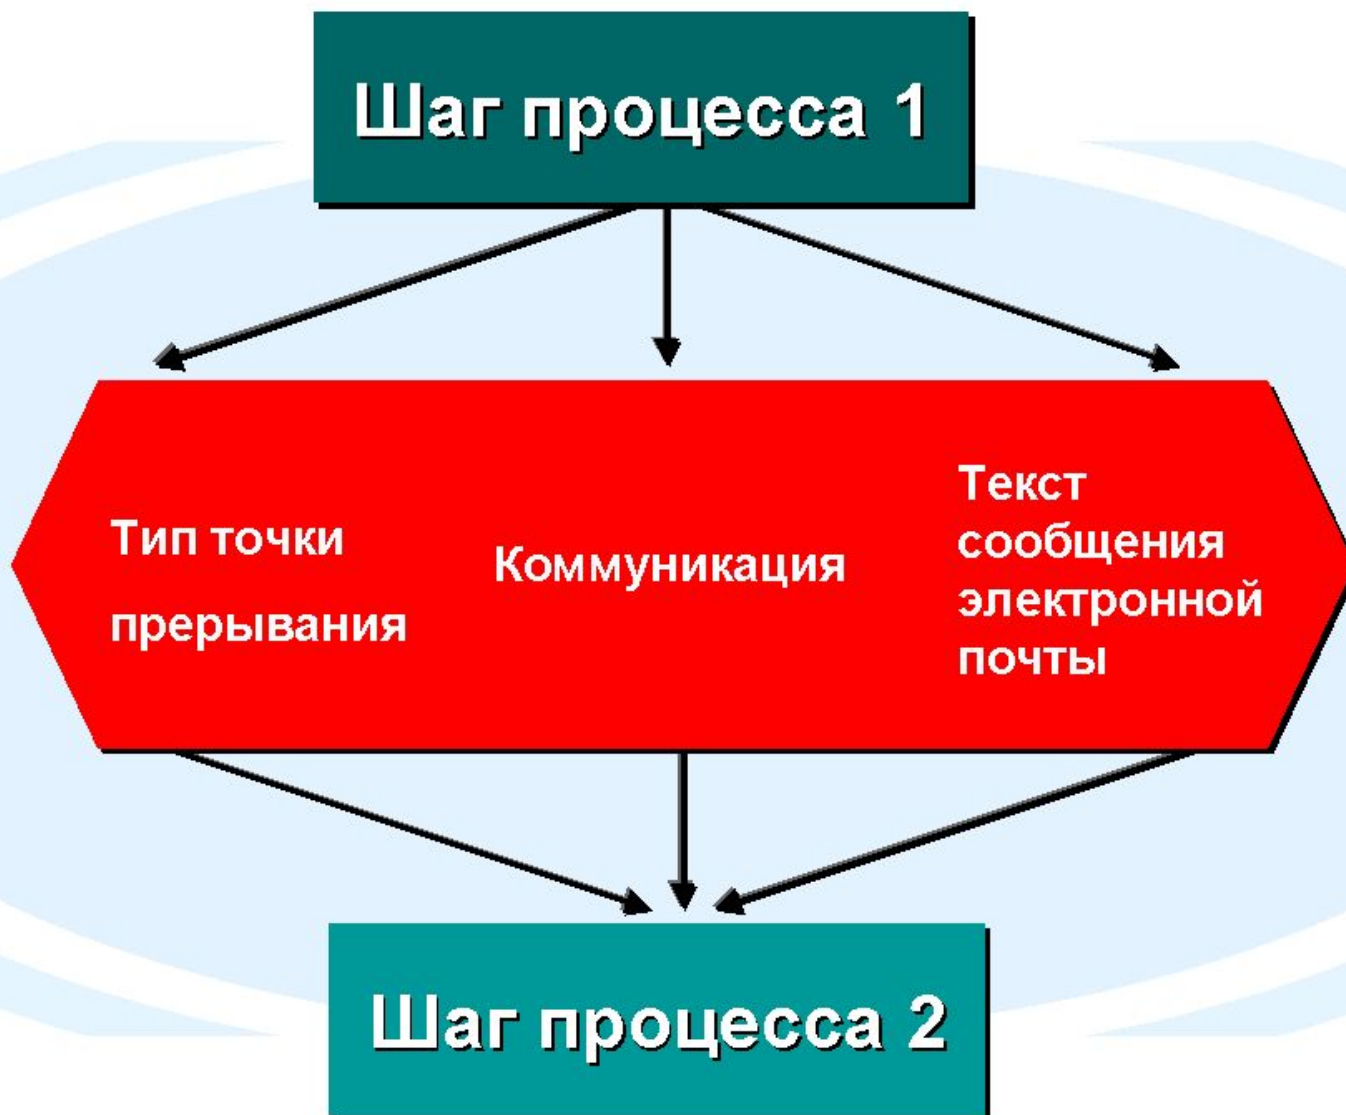 Шаг процесса 1
Тип точки
прерывания
Коммуникация
Текст
сообщения
электронной
почты
Шаг процесса 2